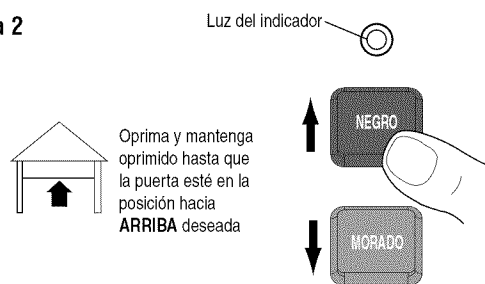 a 2
Luz del indicador
NEGRO
Oprima y mantenga
oprimido hasta que
la puerta esté en la
posición hacia
ARRIBA deseada
MORADO